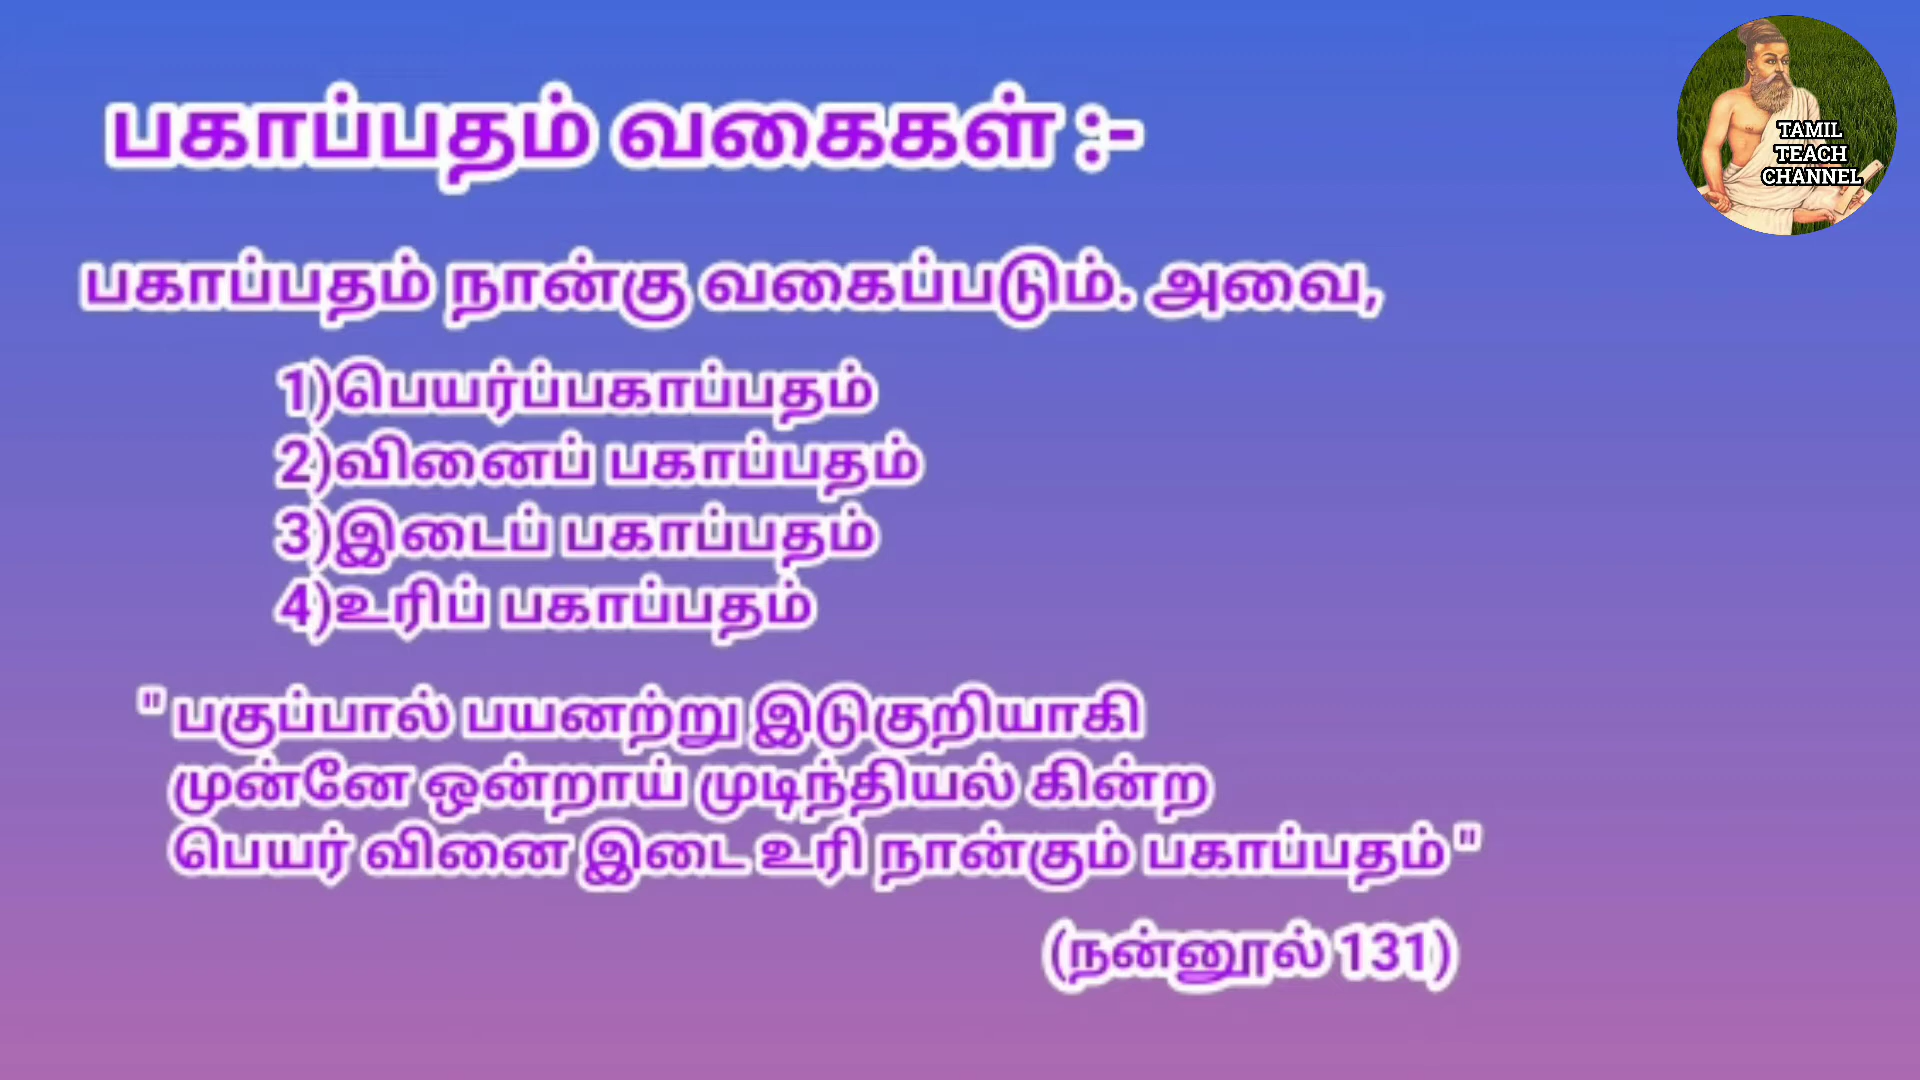 பகாப்பதம் வகைகள் :-
பகாப்பதம் நான்கு வகைப்படும். அவை,
1)பெயர்ப்பகாப்பதம்
2)வினைப் பகாப்பதம்
3)இடைப் பகாப்பதம்
4)உரிப் பகாப்பதம்
" பகுப்பால் பயனற்று இடுகுறியாகி
முன்னே ஒன்றாய் முடிந்தியல் கின்ற
பெயர் வினை இடை உரி நான்கும் பகாப்பதம் "
(நன்னூல் 131)
TAMIL
TEACH
CHANNEL